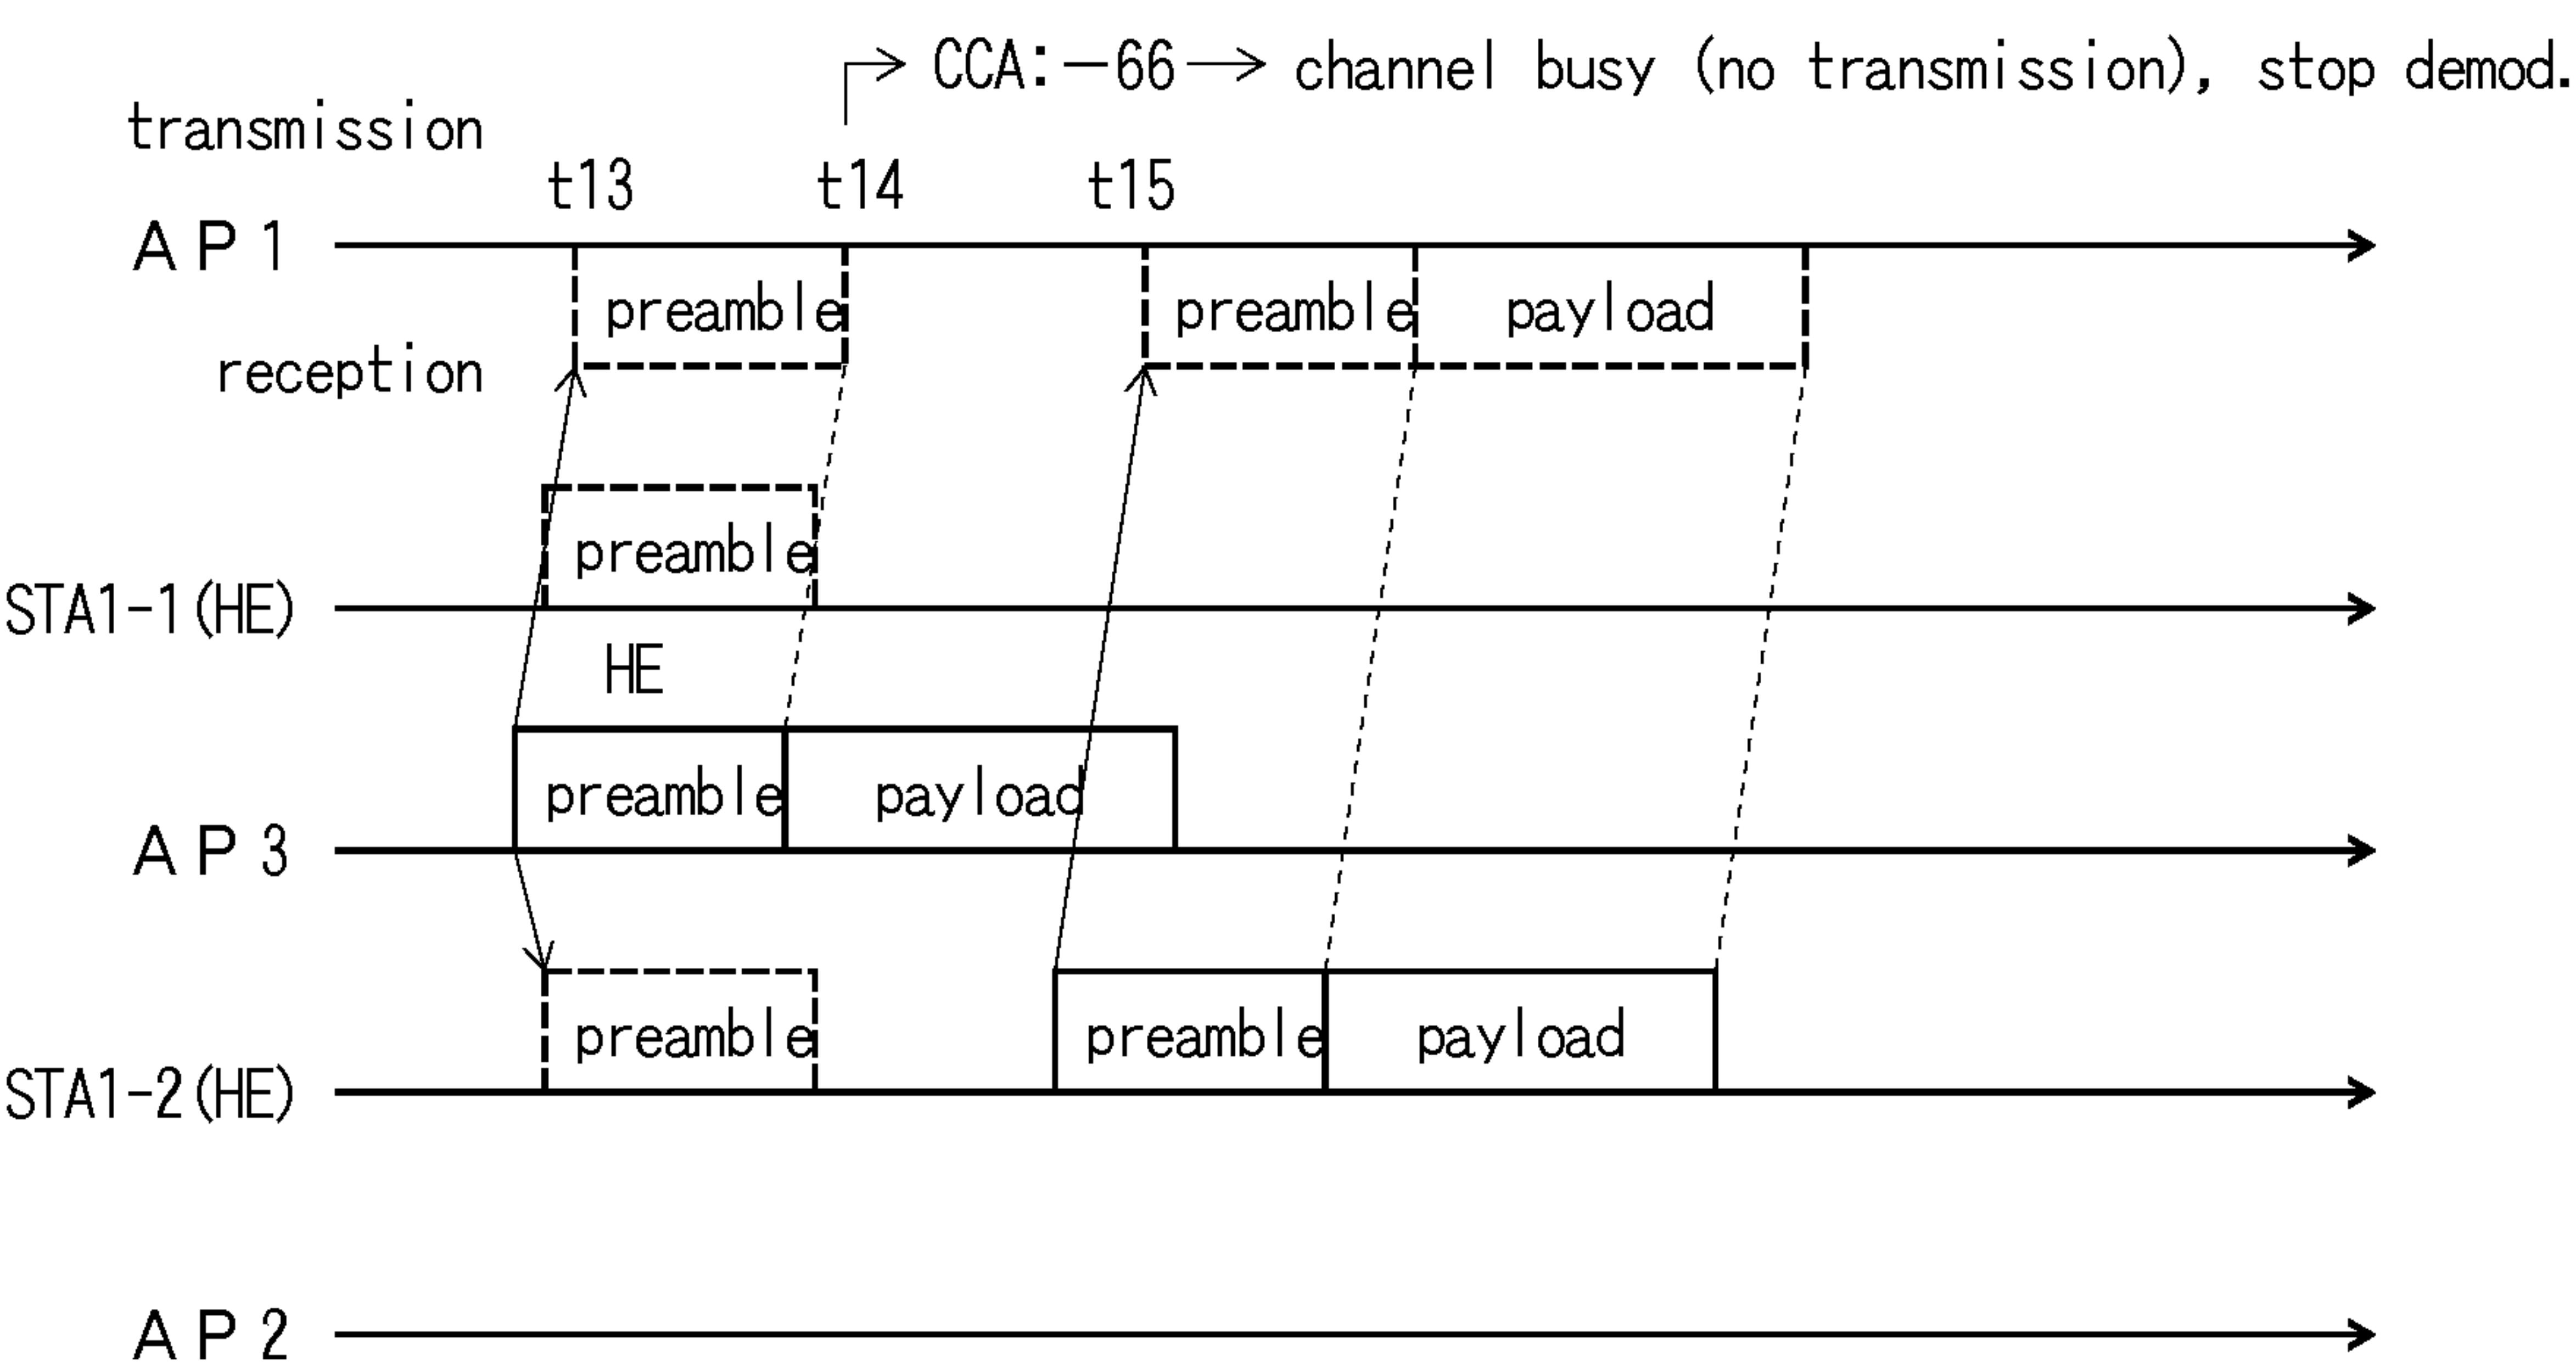 CCA:−66 channel busy (no transmission), stop demod.
transmission
t13 t14 t15
AP1
preamble preamble payload
reception
preamble
STA1-1(HE)
HE
preamble payload
AP3
preamble preamble payload
STA1-2(HE)
AP2